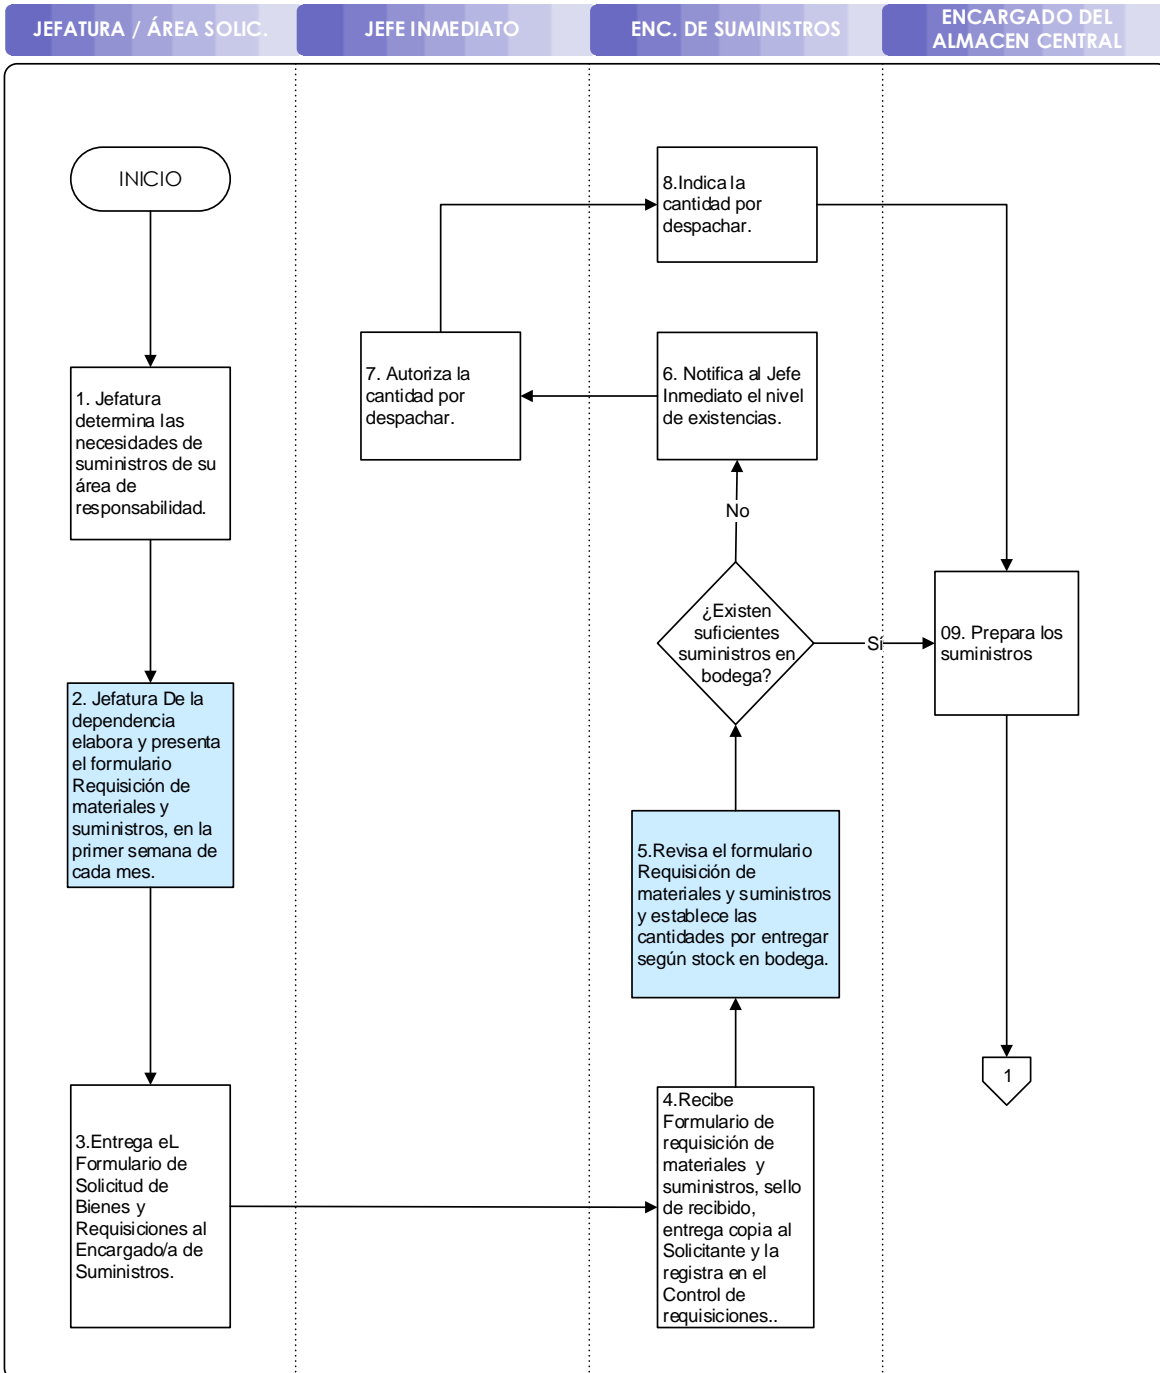 JEFATURA / ÁREA SOLIC.
JEFE INMEDIATO
ENC. DE SUMINISTROS
ENCARGADO DEL
ALMACEN CENTRAL
INICIO
1. Jefatura
determina las
necesidades de
suministros de su
área de
responsabilidad.
2. Jefatura De la
dependencia
elabora y presenta
el formulario
Requisición de
materiales y
suministros, en la
primer semana de
cada mes.
3.Entrega eL
Formulario de
Solicitud de
Bienes y
Requisiciones al
Encargado/a de
Suministros.
4.Recibe
Formulario de
requisición de
materiales y
suministros, sello
de recibido,
entrega copia al
Solicitante y la
registra en el
Control de
requisiciones..
5.Revisa el formulario
Requisición de
materiales y suministros
y establece las
cantidades por entregar
según stock en bodega.
¿Existen
suficientes
suministros en
bodega?
No
Sí
6. Notifica al Jefe
Inmediato el nivel
de existencias.
7. Autoriza la
cantidad por
despachar.
8.Indica la
cantidad por
despachar.
09. Prepara los
suministros
1